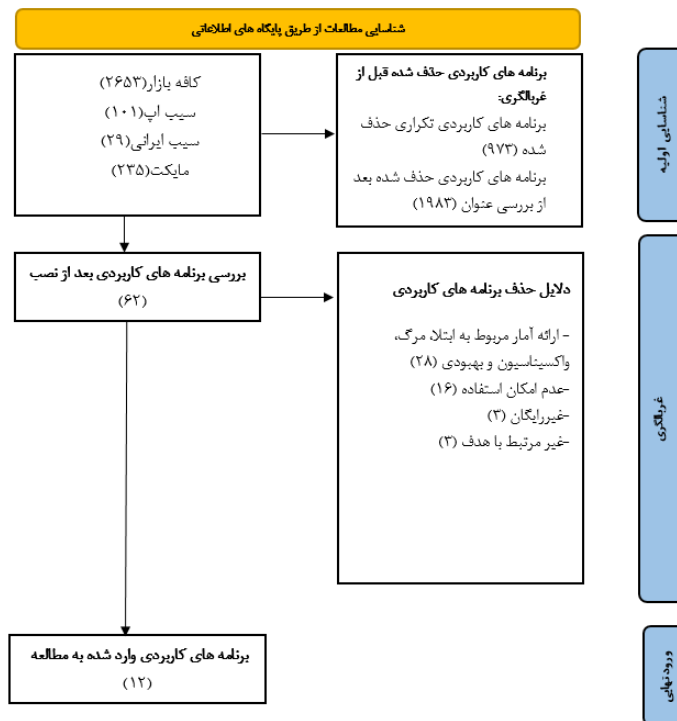 شناسایی مطالعات از طریق پایگاه های اطلاعاتی
کافه بازار(۲۶۵۳)
سیب اپ(۱۰۱)
سیب ایرانی(۲۹)
مایکت(۲۳۵)
برنامه های کاربردی حذف شده قبل از
غربالگری:
برنامه های کاربردی تکراری حذف
شده (۹۷۳)
برنامه های کاربردی حذف شده بعد
از بررسی عنوان (۱۹۸۳)
شناسایی اولیه
بررسی برنامه های کاربردی بعد از نصب
(۶۲)
دلایل حذف برنامه های کاربردی
- ارائه آمار مربوط به ابتلا، مرگ،
واکسیناسیون و بهبودی (۲۸)
-عدم امکان استفاده (۱۶)
-غیررایگان (۳)
-غیر مرتبط با هدف (۳)
غربالگری
برنامه های کاربردی وارد شده به مطالعه
(۱۲)
ورود نهایی